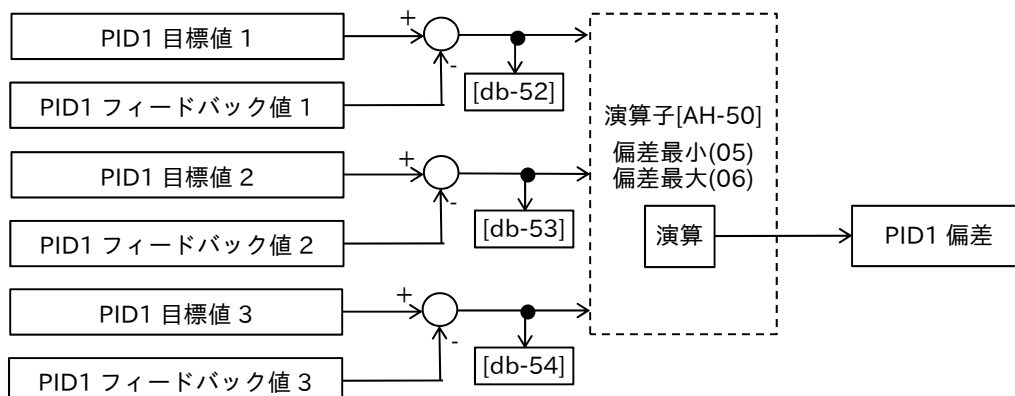 PID1 目標値 1
+
-
[db-52]
PID1 フィードバック値 1
演算子[AH-50]
偏差最小(05)
偏差最大(06)
PID1 目標値 2
+
-
[db-53]
PID1 フィードバック値 2
演算
PID1 偏差
PID1 目標値 3
+
-
[db-54]
PID1 フィードバック値 3